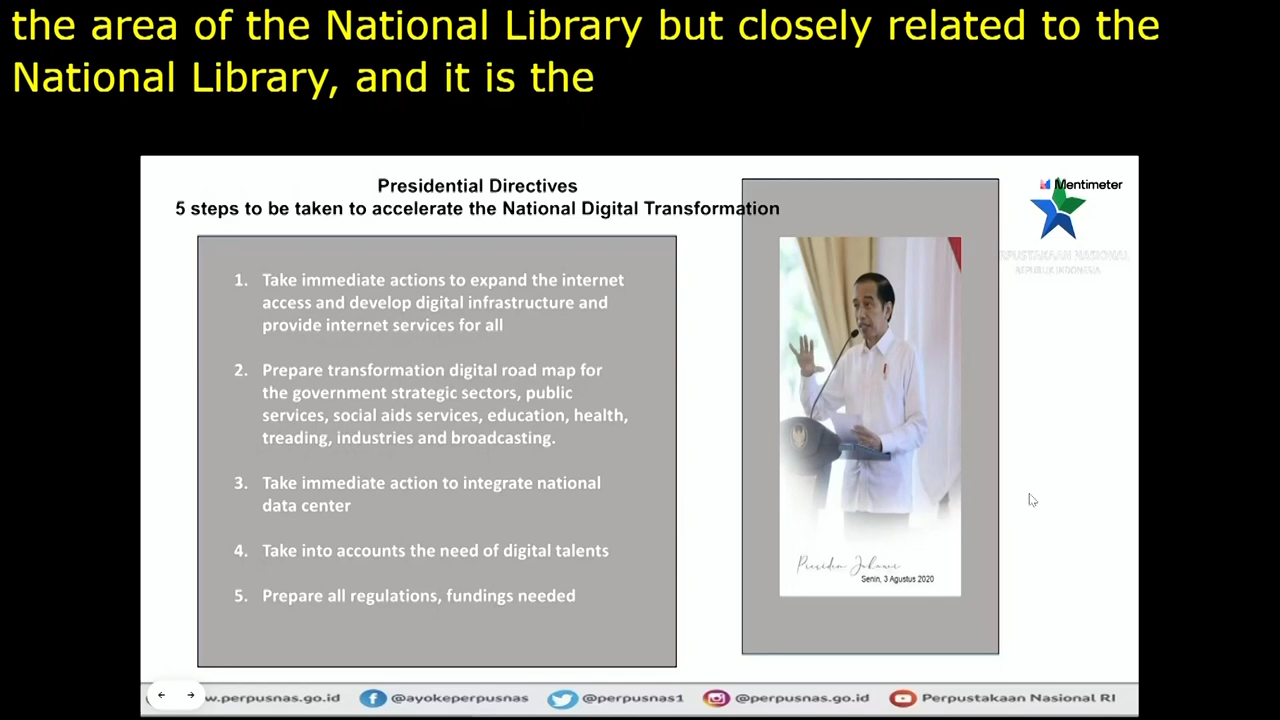 the area of the National Library but closely related to the
National Library, and it is the
Presidential Directives
5 steps to be taken to accelerate the National Digital Transformation
Mentimeter
PERPUSTAKAAN NASIONAL
REPUBLIK INDONESIA
1. Take immediate actions to expand the internet
access and develop digital infrastructure and
provide internet services for all
2. Prepare transformation digital road map for
the government strategic sectors, public
services, social aids services, education, health,
treading, industries and broadcasting.
3. Take immediate action to integrate national
data center
4. Take into accounts the need of digital talents
5. Prepare all regulations, fundings needed
Presiden Jokowi
Senin, 3 Agustus 2020
w.perpusnas.go.id @ayokeperpusnas @perpusnas1 @perpusnas.go.id Perpustakaan Nasional RI